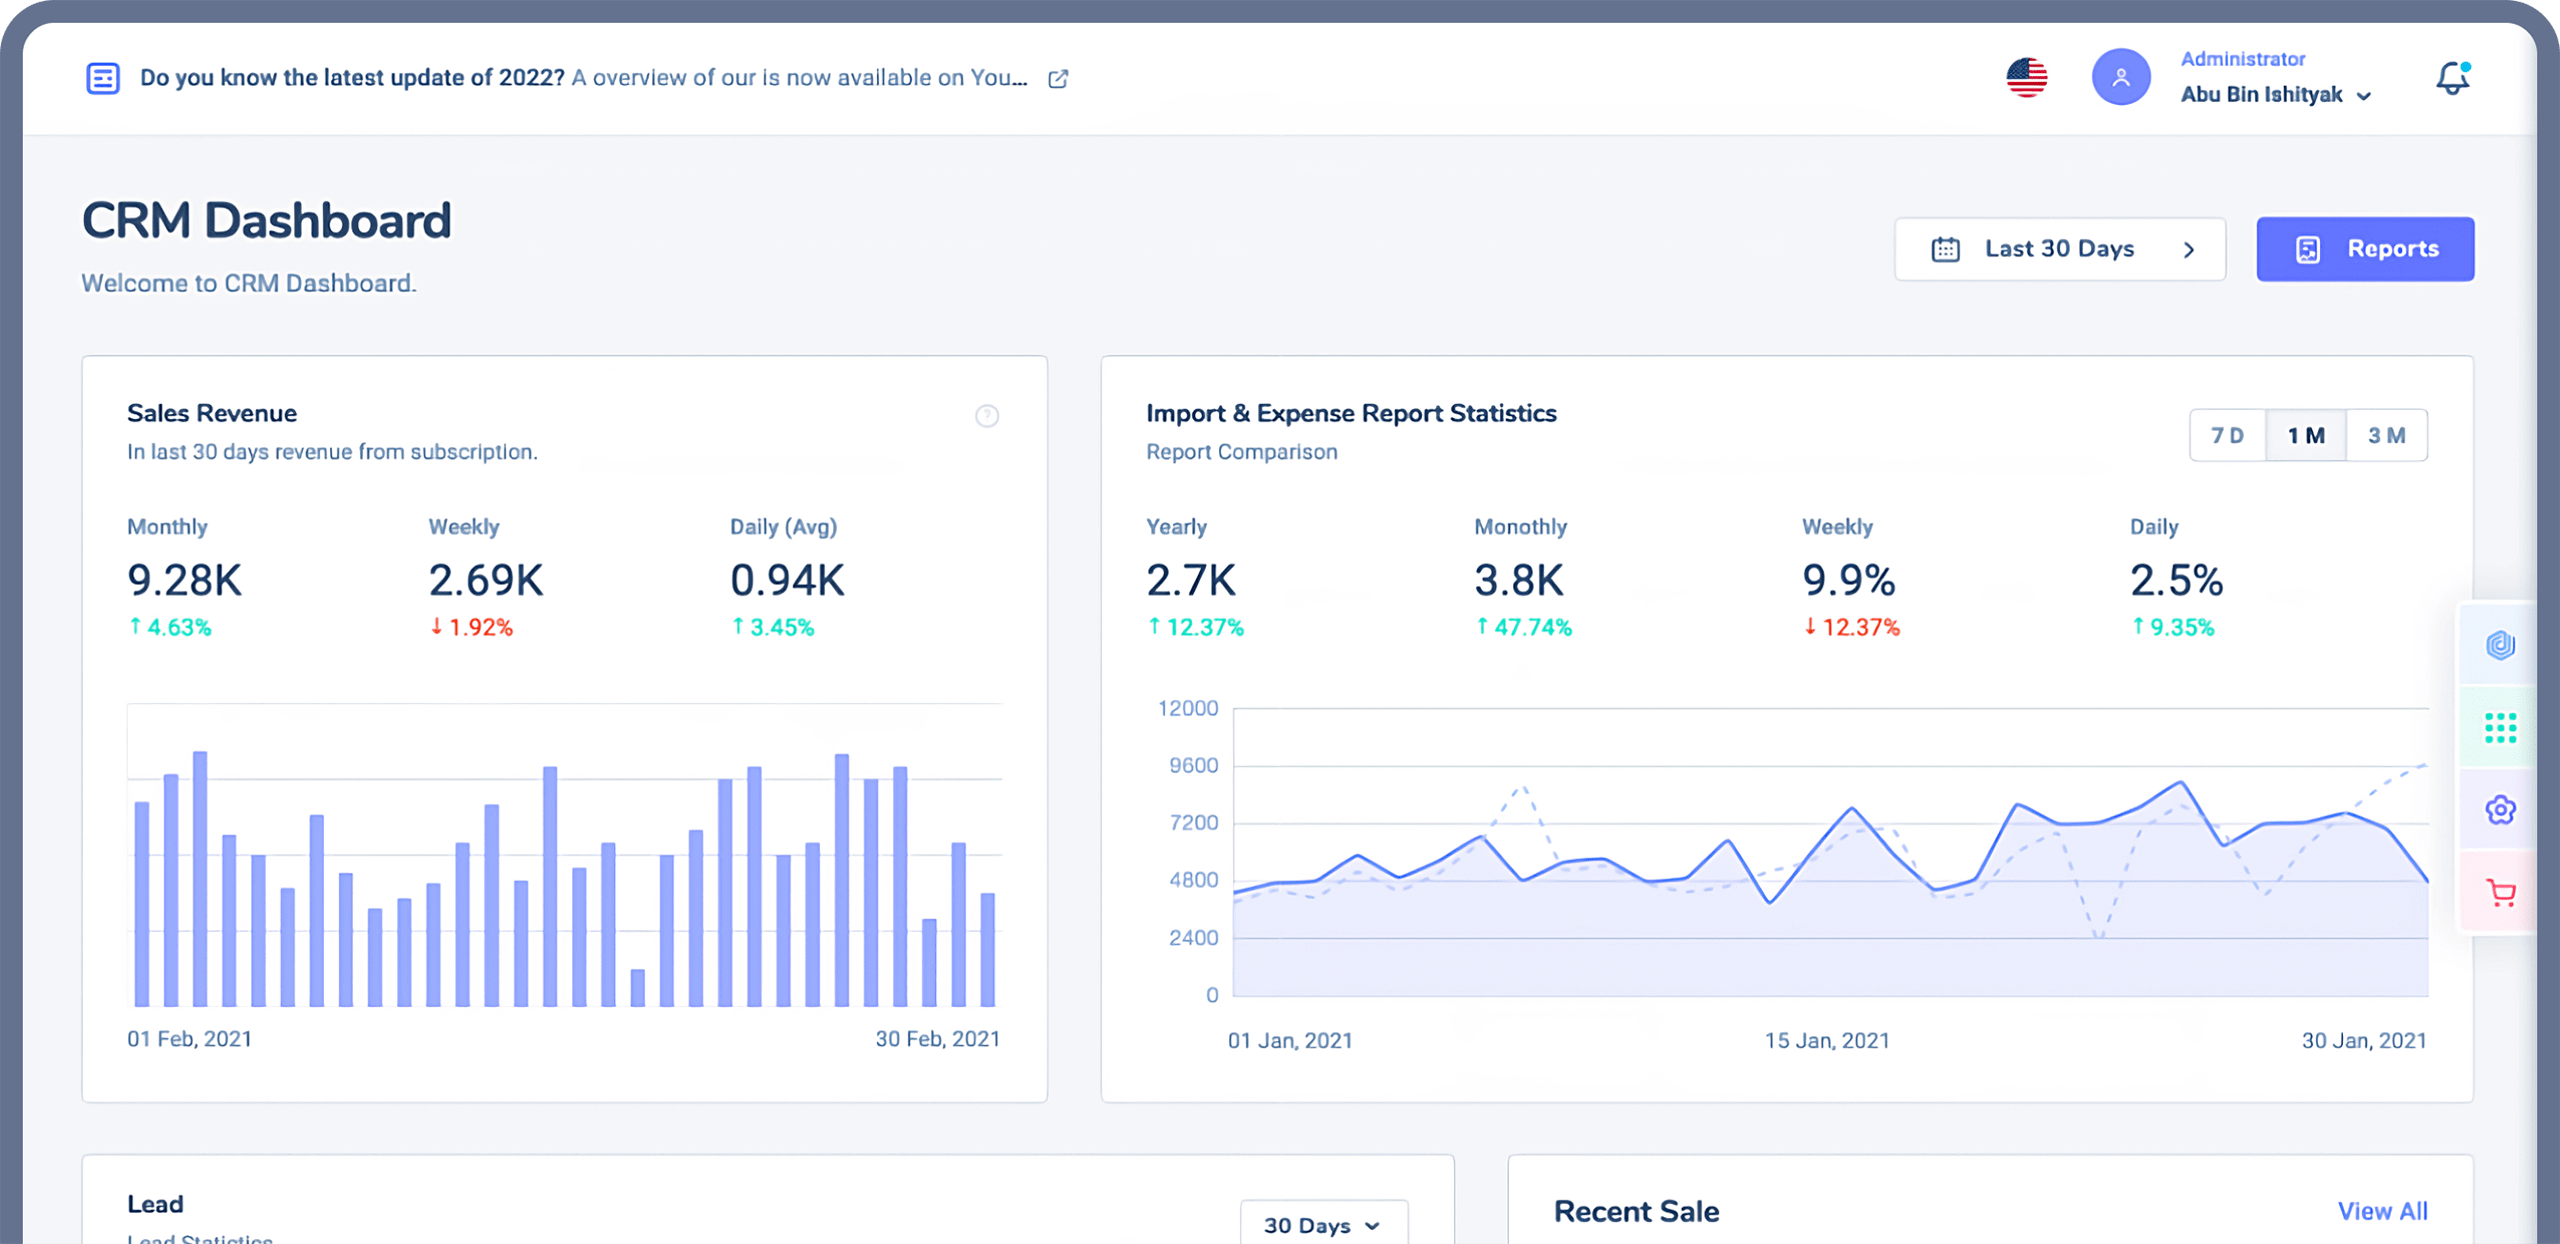 Do you know the latest update of 2022? A overview of our is now available on You...
Administrator
Abu Bin Ishityak
CRM Dashboard
Welcome to CRM Dashboard.
Last 30 Days
Reports
Sales Revenue
?
In last 30 days revenue from subscription.
Monthly Weekly Daily (Avg)
9.28K 2.69K 0.94K
↑ 4.63% ↓ 1.92% ↑ 3.45%
01 Feb, 2021 30 Feb, 2021
Import & Expense Report Statistics
Report Comparison
7 D 1 M 3 M
Yearly Monothly Weekly Daily
2.7K 3.8K 9.9% 2.5%
↑ 12.37% ↑ 47.74% ↓ 12.37% ↑ 9.35%
12000
9600
7200
4800
2400
0
01 Jan, 2021 15 Jan, 2021 30 Jan, 2021
Lead
Lead Statistics
30 Days
Recent Sale
View All